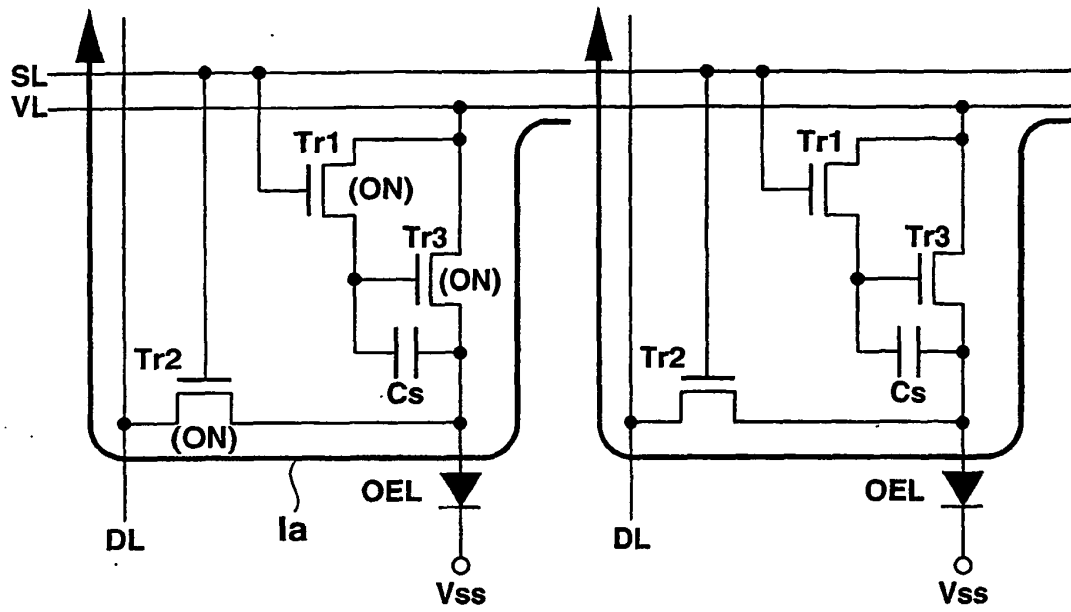 SL
VL
Tr1
(ON)
Tr3
(ON)
Tr2
(ON)
Cs
OEL
Ia
DL
Vss
Tr1
Tr3
Tr2
Cs
OEL
DL
Vss